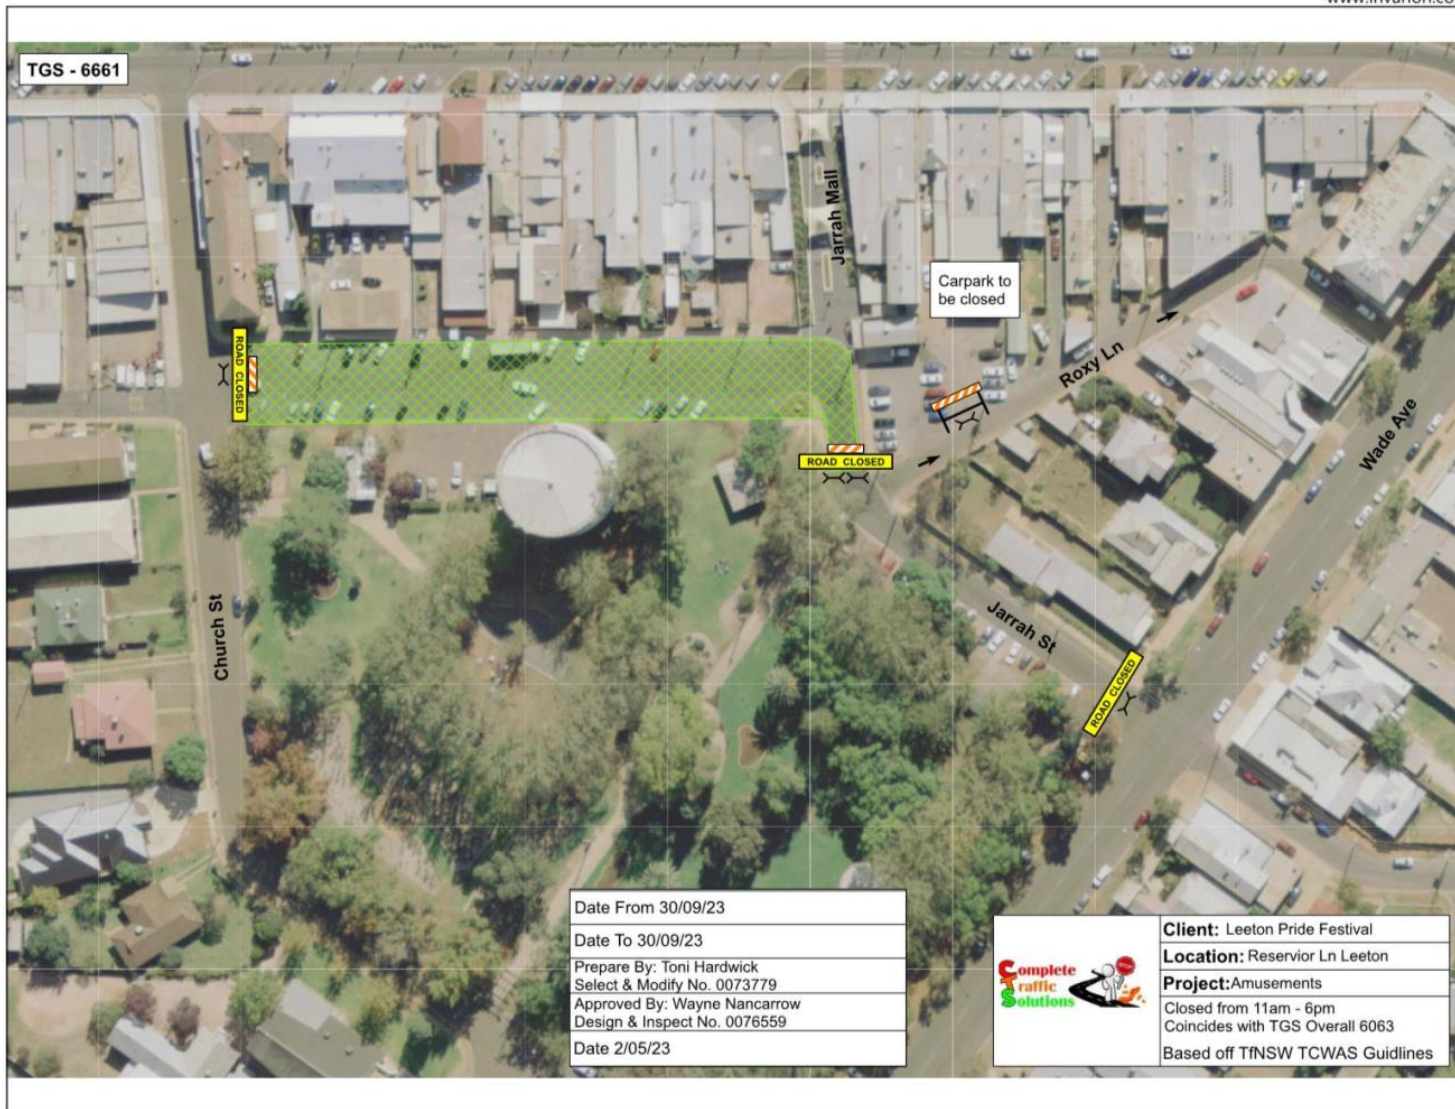 TGS - 6661
Jarrah Mall
Carpark to
be closed
ROAD CLOSED
Roxy Ln
Wade Ave
ROAD CLOSED
Church St
Jarrah St
ROAD CLOSED
Date From 30/09/23
Date To 30/09/23
Prepare By: Toni Hardwick
Select & Modify No. 0073779
Approved By: Wayne Nancarrow
Design & Inspect No. 0076559
Date 2/05/23
Complete
Traffic
Solutions
STOP
Client: Leeton Pride Festival
Location: Reservior Ln Leeton
Project:Amusements
Closed from 11am - 6pm
Coincides with TGS Overall 6063
Based off TfNSW TCWAS Guidlines